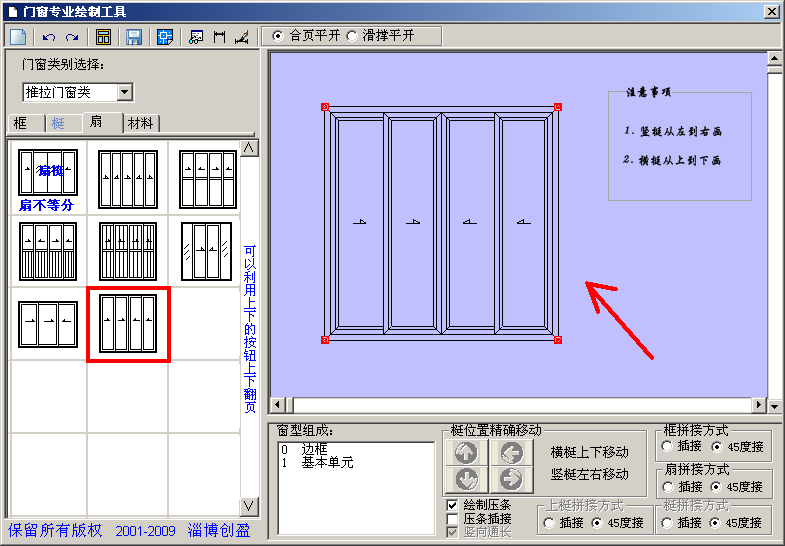 门窗专业绘制工具
合页平开 滑撑平开
门窗类别选择：
推拉门窗类
框 梃 扇 材料
扇梃
扇不等分
可以利用上下的按钮上下翻页
注意事项
1. 竖梃从左到右画
2. 横梃从上到下画
窗型组成：
0 边框
1 基本单元
梃位置精确移动
横梃上下移动
竖梃左右移动
绘制压条
压条插接
竖向通长
框拼接方式
插接 45度接
扇拼接方式
插接 45度接
上梃拼接方式
插接 45度接
梃拼接方式
插接 45度接
保留所有版权 2001-2009 淄博创盈